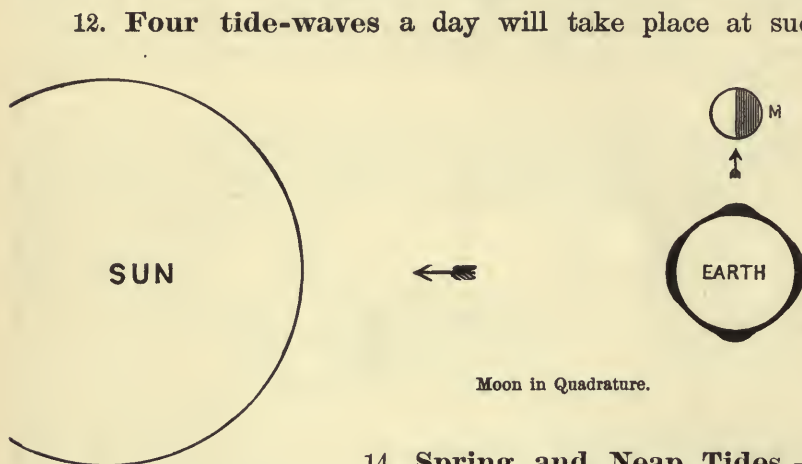 12. Four tide-waves a day will take place at
M
SUN
EARTH
Moon in Quadrature.
14. Spring and Neap Tides.